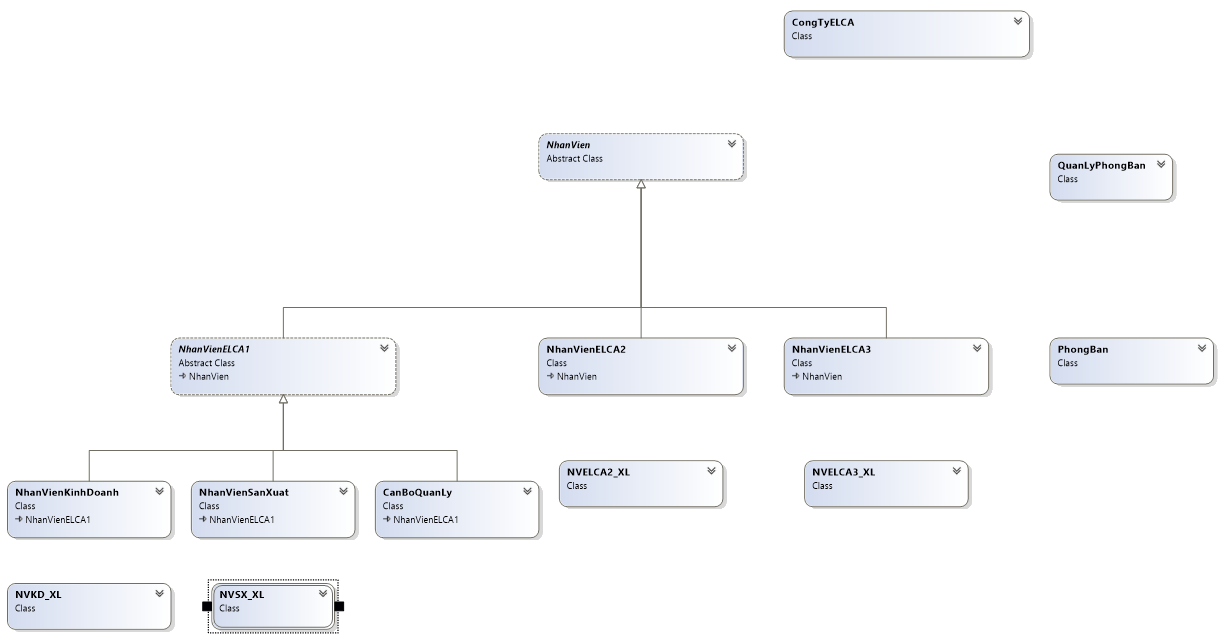 CongTyELCA
Class
NhanVien
Abstract Class
QuanLyPhongBan
Class
NhanVienELCA1
Abstract Class
NhanVien
NhanVienELCA2
Class
NhanVien
NhanVienELCA3
Class
NhanVien
PhongBan
Class
NVELCA2_XL
Class
NVELCA3_XL
Class
NhanVienKinhDoanh
Class
NhanVienELCA1
NhanVienSanXuat
Class
NhanVienELCA1
CanBoQuanLy
Class
NhanVienELCA1
NVKD_XL
Class
NVSX_XL
Class